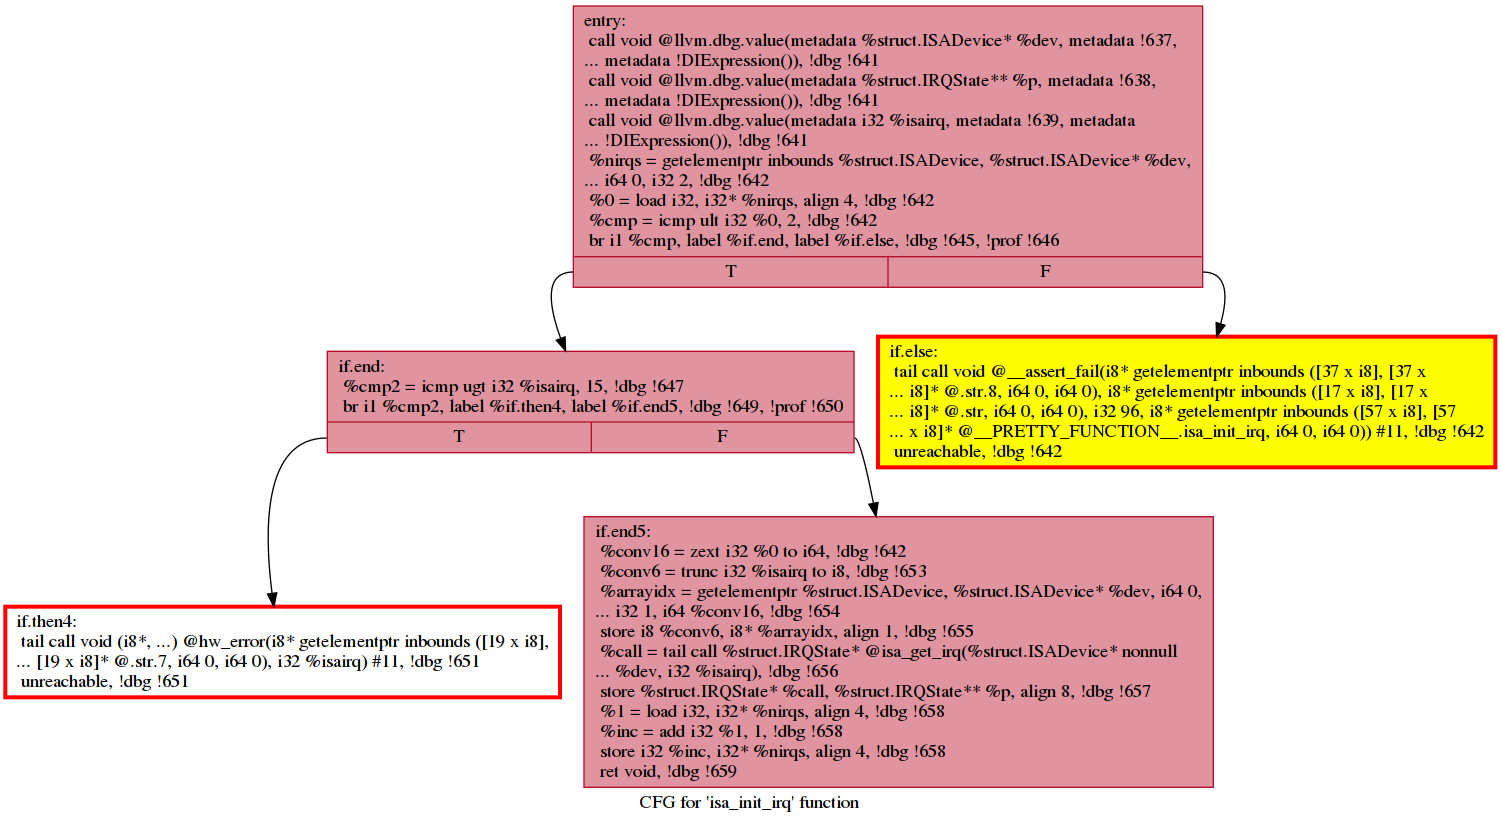 entry:
call void @llvm.dbg.value(metadata %struct.ISADevice* %dev, metadata !637,
... metadata !DIExpression()), !dbg !641
call void @llvm.dbg.value(metadata %struct.IRQState** %p, metadata !638,
... metadata !DIExpression()), !dbg !641
call void @llvm.dbg.value(metadata i32 %isairq, metadata !639, metadata
... !DIExpression()), !dbg !641
%nirqs = getelementptr inbounds %struct.ISADevice, %struct.ISADevice* %dev,
... i64 0, i32 2, !dbg !642
%0 = load i32, i32* %nirqs, align 4, !dbg !642
%cmp = icmp ult i32 %0, 2, !dbg !642
br i1 %cmp, label %if.end, label %if.else, !dbg !645, !prof !646
T F
if.end:
%cmp2 = icmp ugt i32 %isairq, 15, !dbg !647
br i1 %cmp2, label %if.then4, label %if.end5, !dbg !649, !prof !650
T F
if.else:
tail call void @__assert_fail(i8* getelementptr inbounds ([37 x i8], [37 x
... i8]* @.str.8, i64 0, i64 0), i8* getelementptr inbounds ([17 x i8], [17 x
... i8]* @.str, i64 0, i64 0), i32 96, i8* getelementptr inbounds ([57 x i8], [57
... x i8]* @__PRETTY_FUNCTION__.isa_init_irq, i64 0, i64 0)) #11, !dbg !642
unreachable, !dbg !642
if.then4:
tail call void (i8*, ...) @hw_error(i8* getelementptr inbounds ([19 x i8],
... [19 x i8]* @.str.7, i64 0, i64 0), i32 %isairq) #11, !dbg !651
unreachable, !dbg !651
if.end5:
%conv16 = zext i32 %0 to i64, !dbg !642
%conv6 = trunc i32 %isairq to i8, !dbg !653
%arrayidx = getelementptr %struct.ISADevice, %struct.ISADevice* %dev, i64 0,
... i32 1, i64 %conv16, !dbg !654
store i8 %conv6, i8* %arrayidx, align 1, !dbg !655
%call = tail call %struct.IRQState* @isa_get_irq(%struct.ISADevice* nonnull
... %dev, i32 %isairq), !dbg !656
store %struct.IRQState* %call, %struct.IRQState** %p, align 8, !dbg !657
%1 = load i32, i32* %nirqs, align 4, !dbg !658
%inc = add i32 %1, 1, !dbg !658
store i32 %inc, i32* %nirqs, align 4, !dbg !658
ret void, !dbg !659
CFG for 'isa_init_irq' function